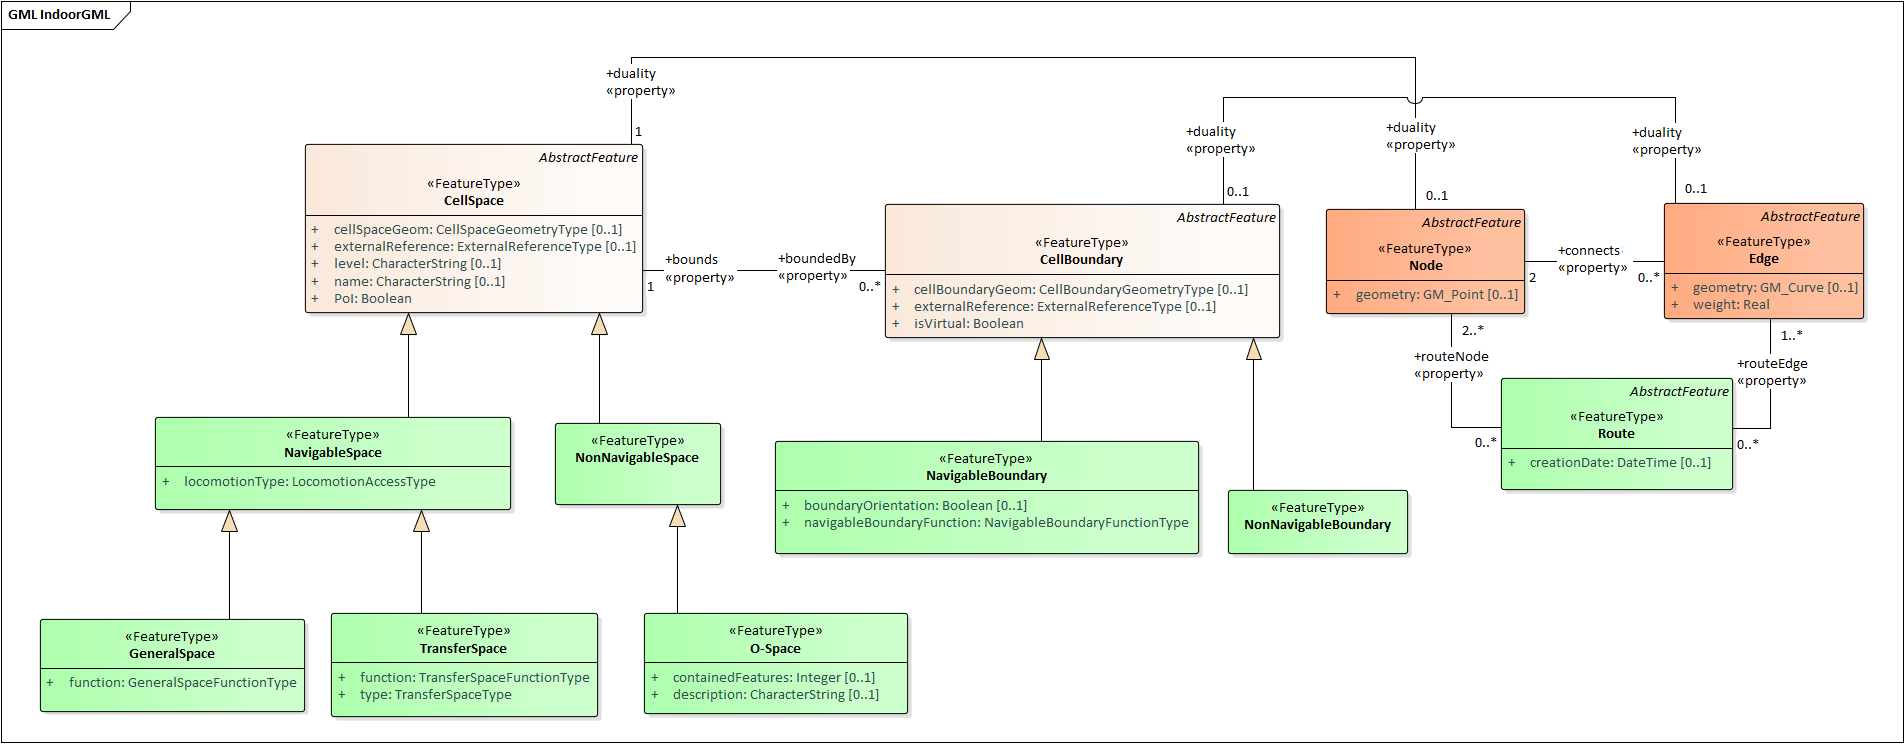 GML IndoorGML
+duality
«property»
1
+duality
«property»
0..1
+duality
«property»
0..1
+duality
«property»
0..1
AbstractFeature
«FeatureType»
CellSpace
+ cellSpaceGeom: CellSpaceGeometryType [0..1]
+ externalReference: ExternalReferenceType [0..1]
+ level: CharacterString [0..1]
+ name: CharacterString [0..1]
+ PoI: Boolean
+bounds
«property»
1
+boundedBy
«property»
0..*
AbstractFeature
«FeatureType»
CellBoundary
+ cellBoundaryGeom: CellBoundaryGeometryType [0..1]
+ externalReference: ExternalReferenceType [0..1]
+ isVirtual: Boolean
AbstractFeature
«FeatureType»
Node
+ geometry: GM_Point [0..1]
+connects
«property»
2
0..*
AbstractFeature
«FeatureType»
Edge
+ geometry: GM_Curve [0..1]
+ weight: Real
2..*
+routeNode
«property»
0..*
1..*
+routeEdge
«property»
0..*
AbstractFeature
«FeatureType»
Route
+ creationDate: DateTime [0..1]
«FeatureType»
NavigableSpace
+ locomotionType: LocomotionAccessType
«FeatureType»
NonNavigableSpace
«FeatureType»
NavigableBoundary
+ boundaryOrientation: Boolean [0..1]
+ navigableBoundaryFunction: NavigableBoundaryFunctionType
«FeatureType»
NonNavigableBoundary
«FeatureType»
GeneralSpace
+ function: GeneralSpaceFunctionType
«FeatureType»
TransferSpace
+ function: TransferSpaceFunctionType
+ type: TransferSpaceType
«FeatureType»
O-Space
+ containedFeatures: Integer [0..1]
+ description: CharacterString [0..1]